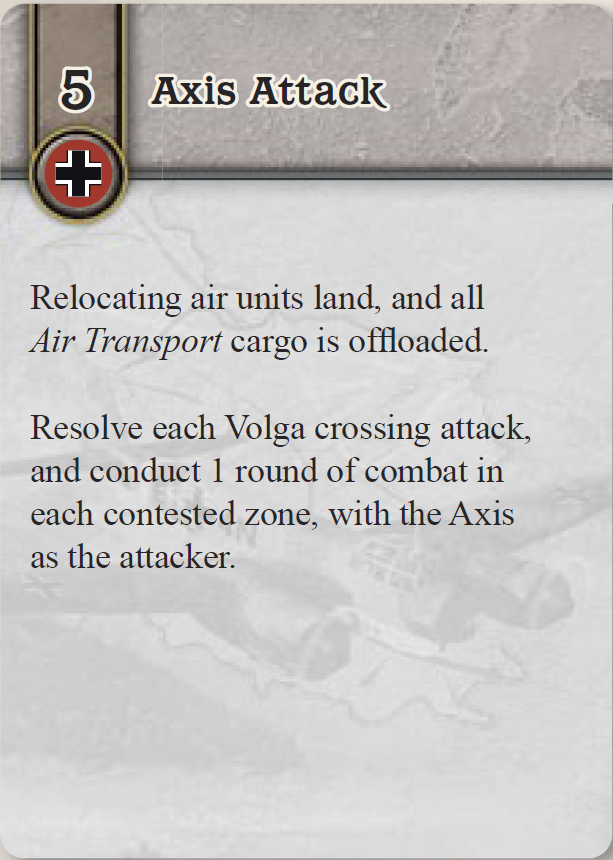 5 Axis Attack
Relocating air units land, and all
Air Transport cargo is offloaded.
Resolve each Volga crossing attack,
and conduct 1 round of combat in
each contested zone, with the Axis
as the attacker.